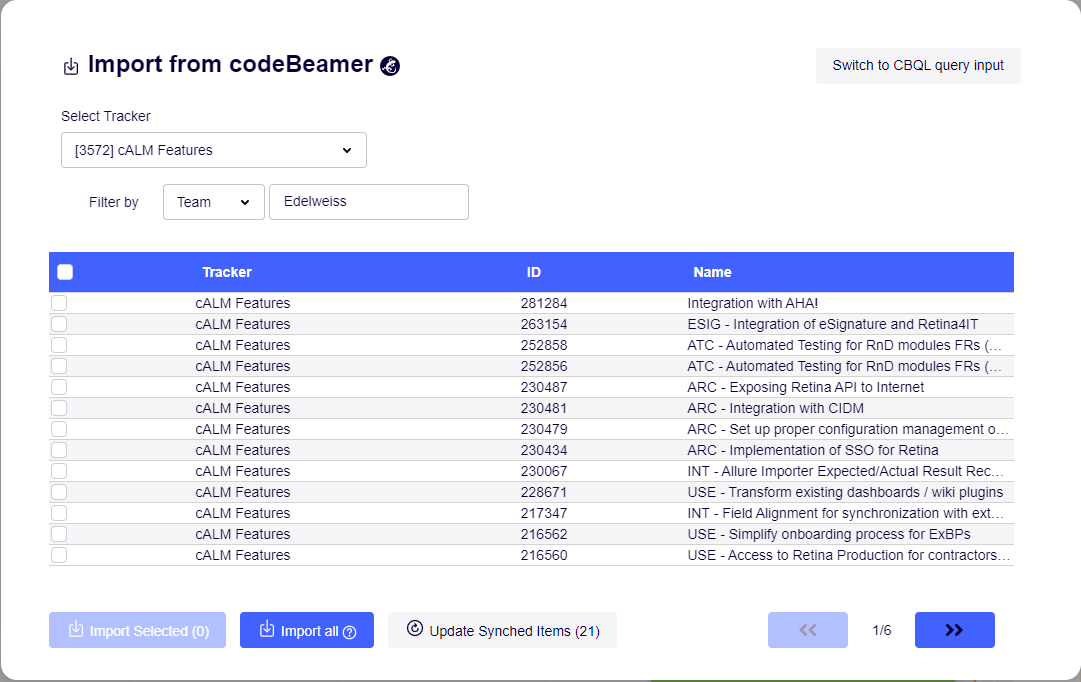 Import from codeBeamer
Switch to CBQL query input
Select Tracker
[3572] cALM Features
Filter by Team Edelweiss
Tracker ID Name
cALM Features 281284 Integration with AHA!
cALM Features 263154 ESIG - Integration of eSignature and Retina4IT
cALM Features 252858 ATC - Automated Testing for RnD modules FRs (...
cALM Features 252856 ATC - Automated Testing for RnD modules FRs (...
cALM Features 230487 ARC - Exposing Retina API to Internet
cALM Features 230481 ARC - Integration with CIDM
cALM Features 230479 ARC - Set up proper configuration management o...
cALM Features 230434 ARC - Implementation of SSO for Retina
cALM Features 230067 INT - Allure Importer Expected/Actual Result Rec...
cALM Features 228671 USE - Transform existing dashboards / wiki plugins
cALM Features 217347 INT - Field Alignment for synchronization with ext...
cALM Features 216562 USE - Simplify onboarding process for ExBPs
cALM Features 216560 USE - Access to Retina Production for contractors...
Import Selected (0) Import all Update Synched Items (21) 1/6